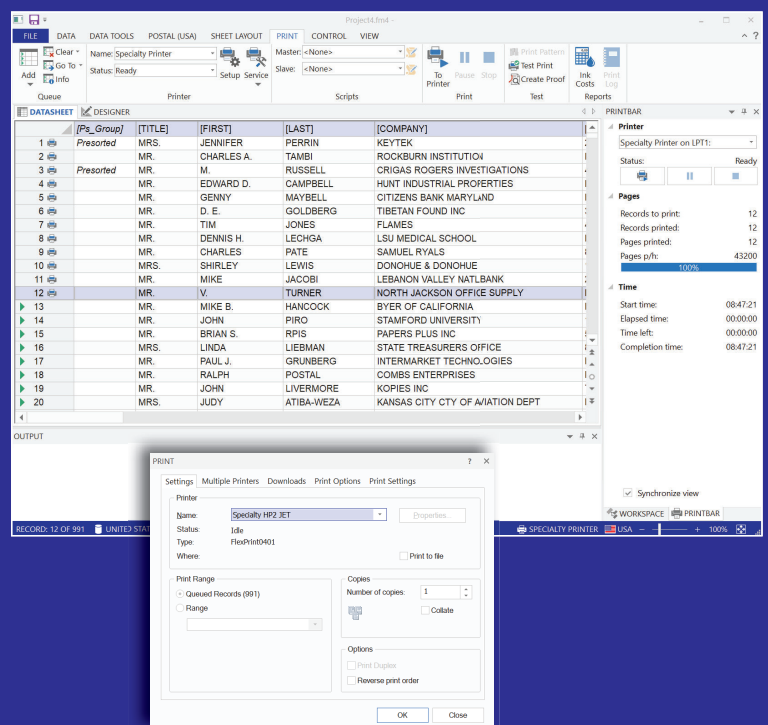 Project4.fm4 -
FILE DATA DATA TOOLS POSTAL (USA) SHEET LAYOUT PRINT CONTROL VIEW
Add
Clear
Go To
Info
Queue
Name: Specialty Printer
Status: Ready
Setup Service
Printer
Master: <None>
Slave: <None>
Scripts
To Printer
Pause Stop
Print
Print Pattern
Test Print
Create Proof
Test
Ink Costs
Print Log
Reports
DATASHEET DESIGNER
[Ps_Group] [TITLE] [FIRST] [LAST] [COMPANY]
1 Presorted MRS. JENNIFER PERRIN KEYTEK
2 MR. CHARLES A. TAMBI ROCKBURN INSTITUTION
3 Presorted MR. M. RUSSELL CRIGAS ROGERS INVESTIGATIONS
4 MR. EDWARD D. CAMPBELL HUNT INDUSTRIAL PROFERTIES
5 MR. GENNY MAYBELL CITIZENS BANK MARYLAND
6 MR. D. E. GOLDBERG TIBETAN FOUND INC
7 MR. TIM JONES FLAMES
8 MR. DENNIS H. LECHGA LSU MEDICAL SCHOOL
9 MR. CHARLES PATE SAMUEL RYALS
10 MRS. SHIRLEY LEWIS DONOHUE & DONOHUE
11 MR. MIKE JACOBI LEBANON VALLEY NATLBANK
12 MR. V. TURNER NORTH JACKSON OFFICE SUPPLY
13 MR. MIKE B. HANCOCK BYER OF CALIFORNIA
14 MR. JOHN PIRO STAMFORD UNIVERSITY
15 MR. BRIAN S. RPIS PAPERS PLUS INC
16 MRS. LINDA LIEBMAN STATE TREASURERS OFFICE
17 MR. PAUL J. GRUNBERG INTERMARKET TECHNOLOGIES
18 MR. RALPH POSTAL COMBS ENTERPRISES
19 MR. JOHN LIVERMORE KOPIES INC
20 MRS. JUDY ATIBA-WEZA KANSAS CITY CTY OF AVIATION DEPT
PRINTBAR
Printer
Specialty Printer on LPT1:
Status: Ready
Pages
Records to print: 12
Records printed: 12
Pages printed: 12
Pages p/h: 43200
100%
Time
Start time: 08:47:21
Elapsed time: 00:00:00
Time left: 00:00:00
Completion time: 08:47:21
Synchronize view
WORKSPACE PRINTBAR
OUTPUT
RECORD: 12 OF 991
SPECIALTY PRINTER USA - + 100%
PRINT ? ×
Settings Multiple Printers Downloads Print Options Print Settings
Printer
Name: Specialty HP2 JET Properties...
Status: Idle
Type: FlexPrint0401
Where: Print to file
Print Range
Queued Records (991)
Range
Copies
Number of copies: 1
Collate
Options
Print Duplex
Reverse print order
OK Close